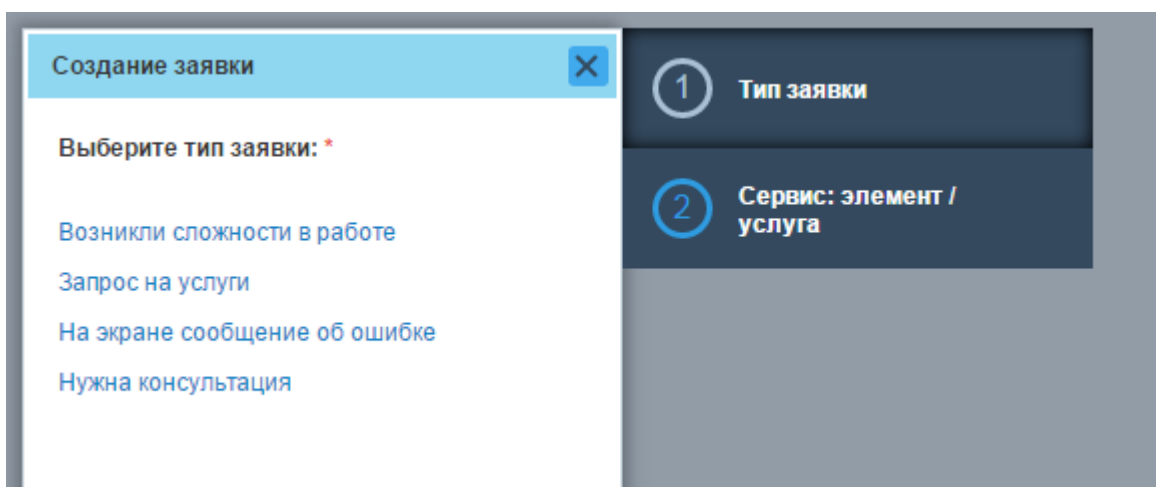 Создание заявки
Выберите тип заявки: *
Возникли сложности в работе
Запрос на услуги
На экране сообщение об ошибке
Нужна консультация
1 Тип заявки
2 Сервис: элемент /
услуга